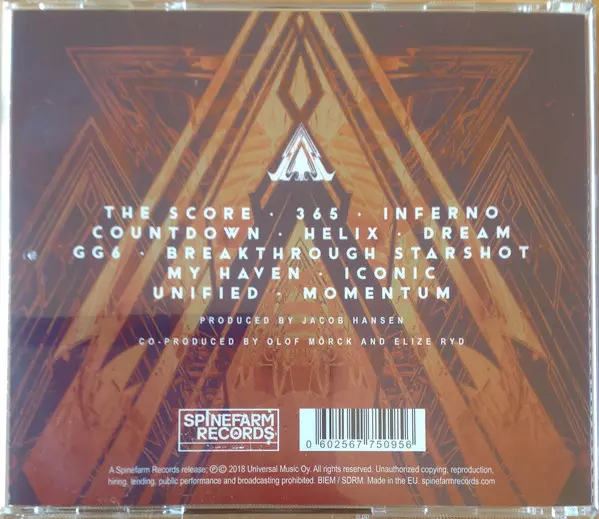 THE SCORE · 365 · INFERNO
COUNTDOWN · HELIX · DREAM
GG6 · BREAKTHROUGH STARSHOT
MY HAVEN · ICONIC
UNIFIED · MOMENTUM
PRODUCED BY JACOB HANSEN
CO-PRODUCED BY OLOF MÖRCK AND ELIZE RYD
SPINEFARM
RECORDS
0 602567 750956
A Spinefarm Records release; ℗© 2018 Universal Music Oy. All rights reserved. Unauthorized copying, reproduction,
hiring, lending, public performance and broadcasting prohibited. BIEM / SDRM. Made in the EU. spinefarmrecords.com